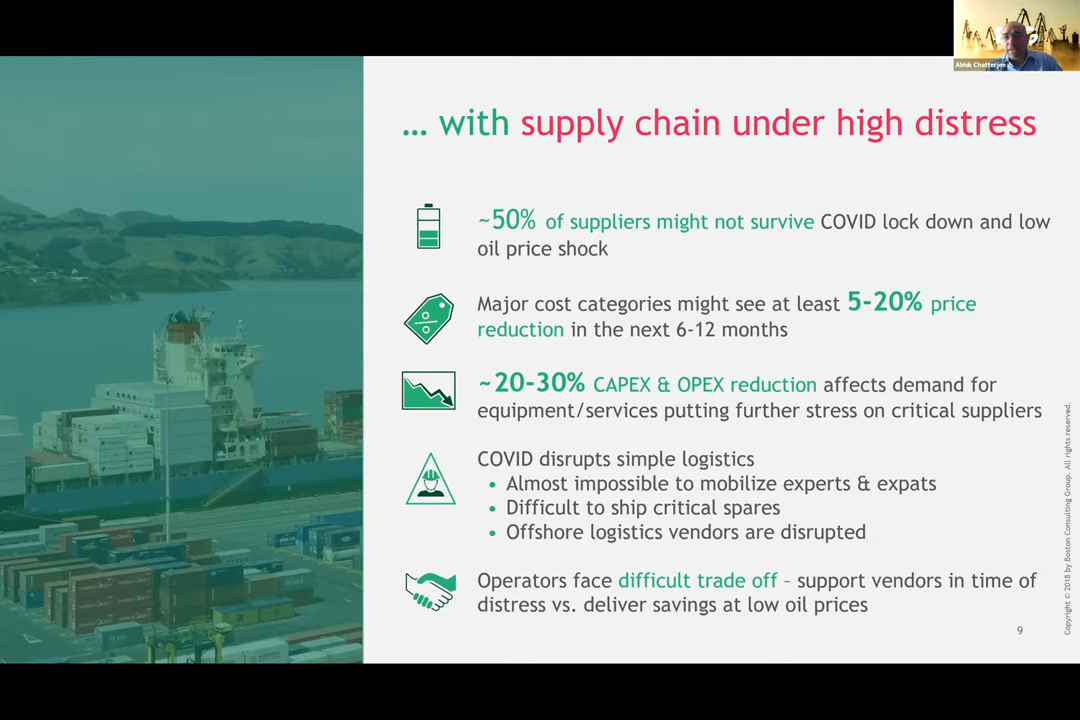 Abhik Chatterjee
... with supply chain under high distress
~50% of suppliers might not survive COVID lock down and low
oil price shock
Major cost categories might see at least 5-20% price
reduction in the next 6-12 months
~20-30% CAPEX & OPEX reduction affects demand for
equipment/services putting further stress on critical suppliers
COVID disrupts simple logistics
• Almost impossible to mobilize experts & expats
• Difficult to ship critical spares
• Offshore logistics vendors are disrupted
Operators face difficult trade off – support vendors in time of
distress vs. deliver savings at low oil prices
9
Copyright © 2018 by Boston Consulting Group. All rights reserved.